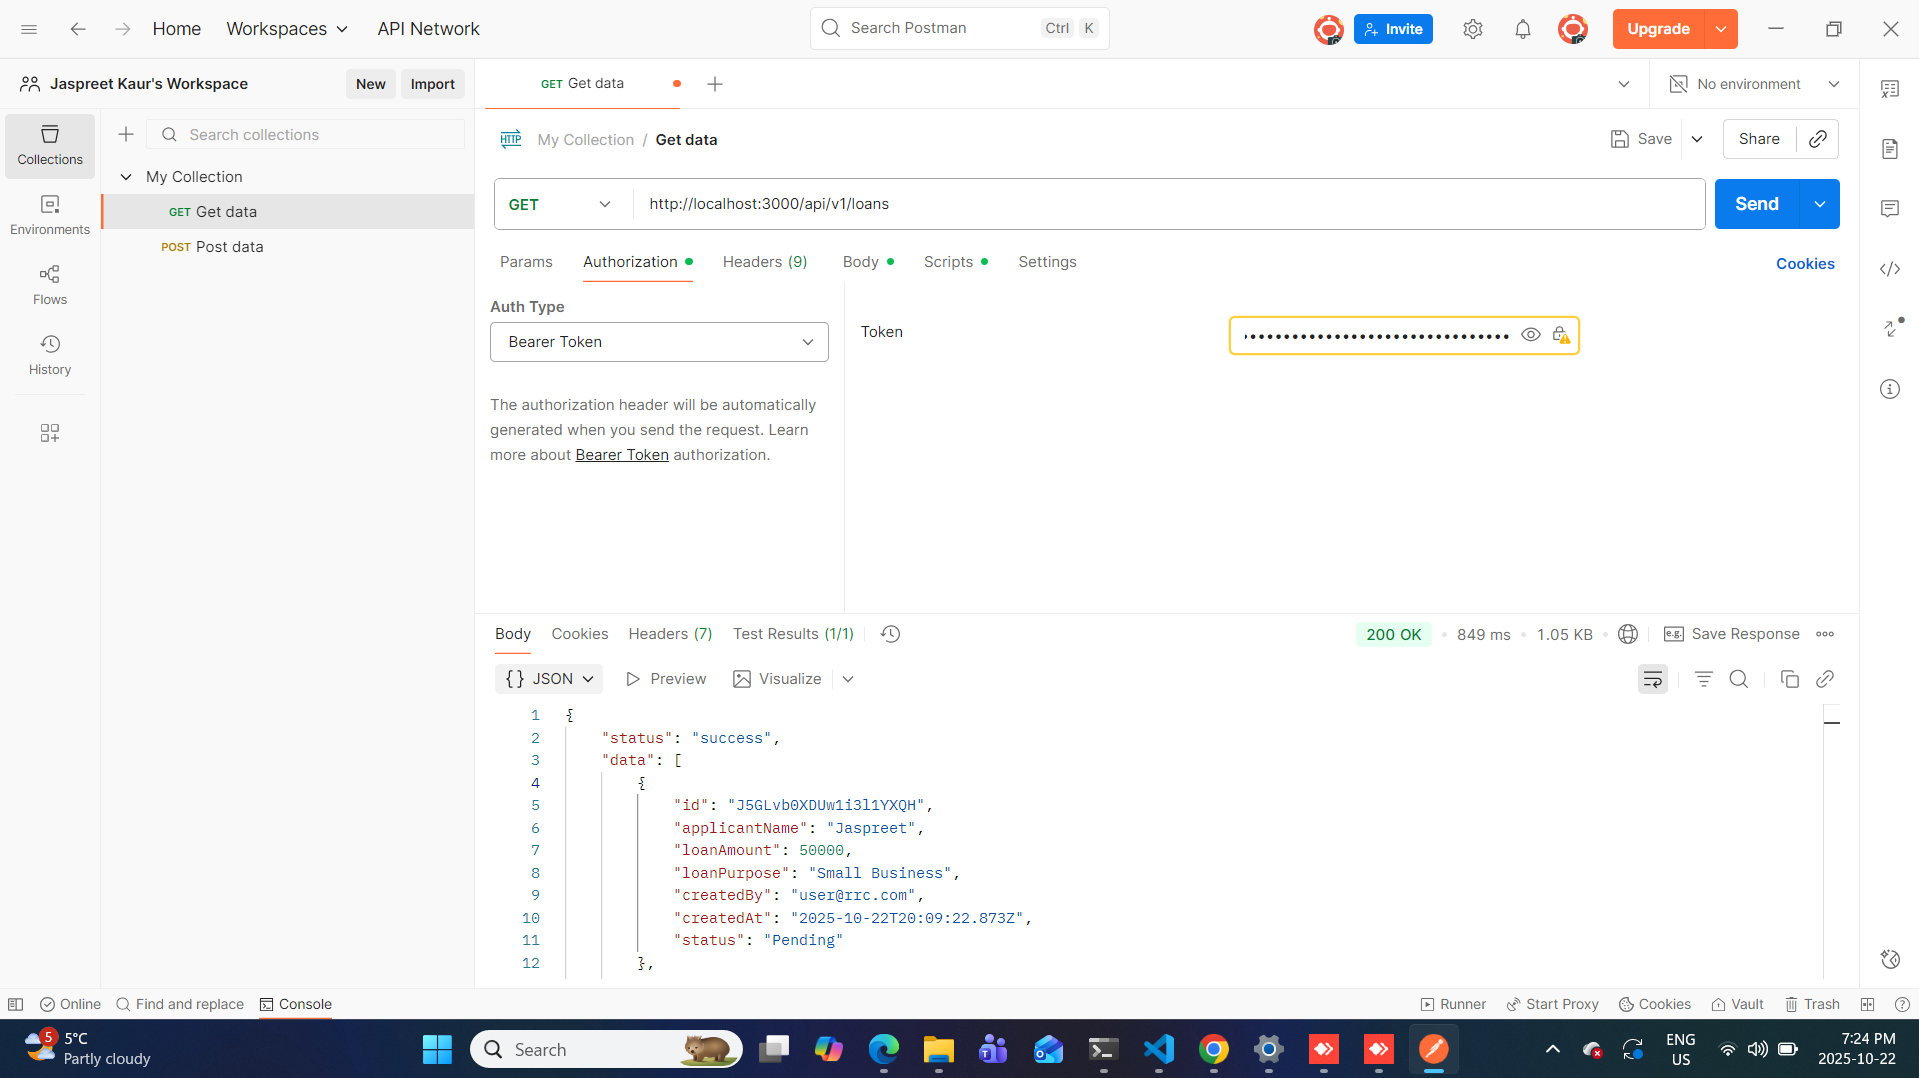 Home
Workspaces
API Network
Search Postman
Ctrl K
Invite
Upgrade
Jaspreet Kaur's Workspace
New
Import
GET Get data
No environment
Collections
Environments
Flows
History
Search collections
My Collection
GET Get data
POST Post data
HTTP
My Collection / Get data
Save
Share
GET
http://localhost:3000/api/v1/loans
Send
Params
Authorization
Headers (9)
Body
Scripts
Settings
Cookies
Auth Type
Bearer Token
The authorization header will be automatically
generated when you send the request. Learn
more about Bearer Token authorization.
Token
Body
Cookies
Headers (7)
Test Results (1/1)
200 OK
849 ms
1.05 KB
e.g.
Save Response
{} JSON
Preview
Visualize
1 {
2 "status": "success",
3 "data": [
4 {
5 "id": "J5GLvb0XDUw1i3l1YXQH",
6 "applicantName": "Jaspreet",
7 "loanAmount": 50000,
8 "loanPurpose": "Small Business",
9 "createdBy": "user@rrc.com",
10 "createdAt": "2025-10-22T20:09:22.873Z",
11 "status": "Pending"
12 },
Online
Find and replace
Console
Runner
Start Proxy
Cookies
Vault
Trash
5
5°C
Partly cloudy
Search
ENG
US
7:24 PM
2025-10-22